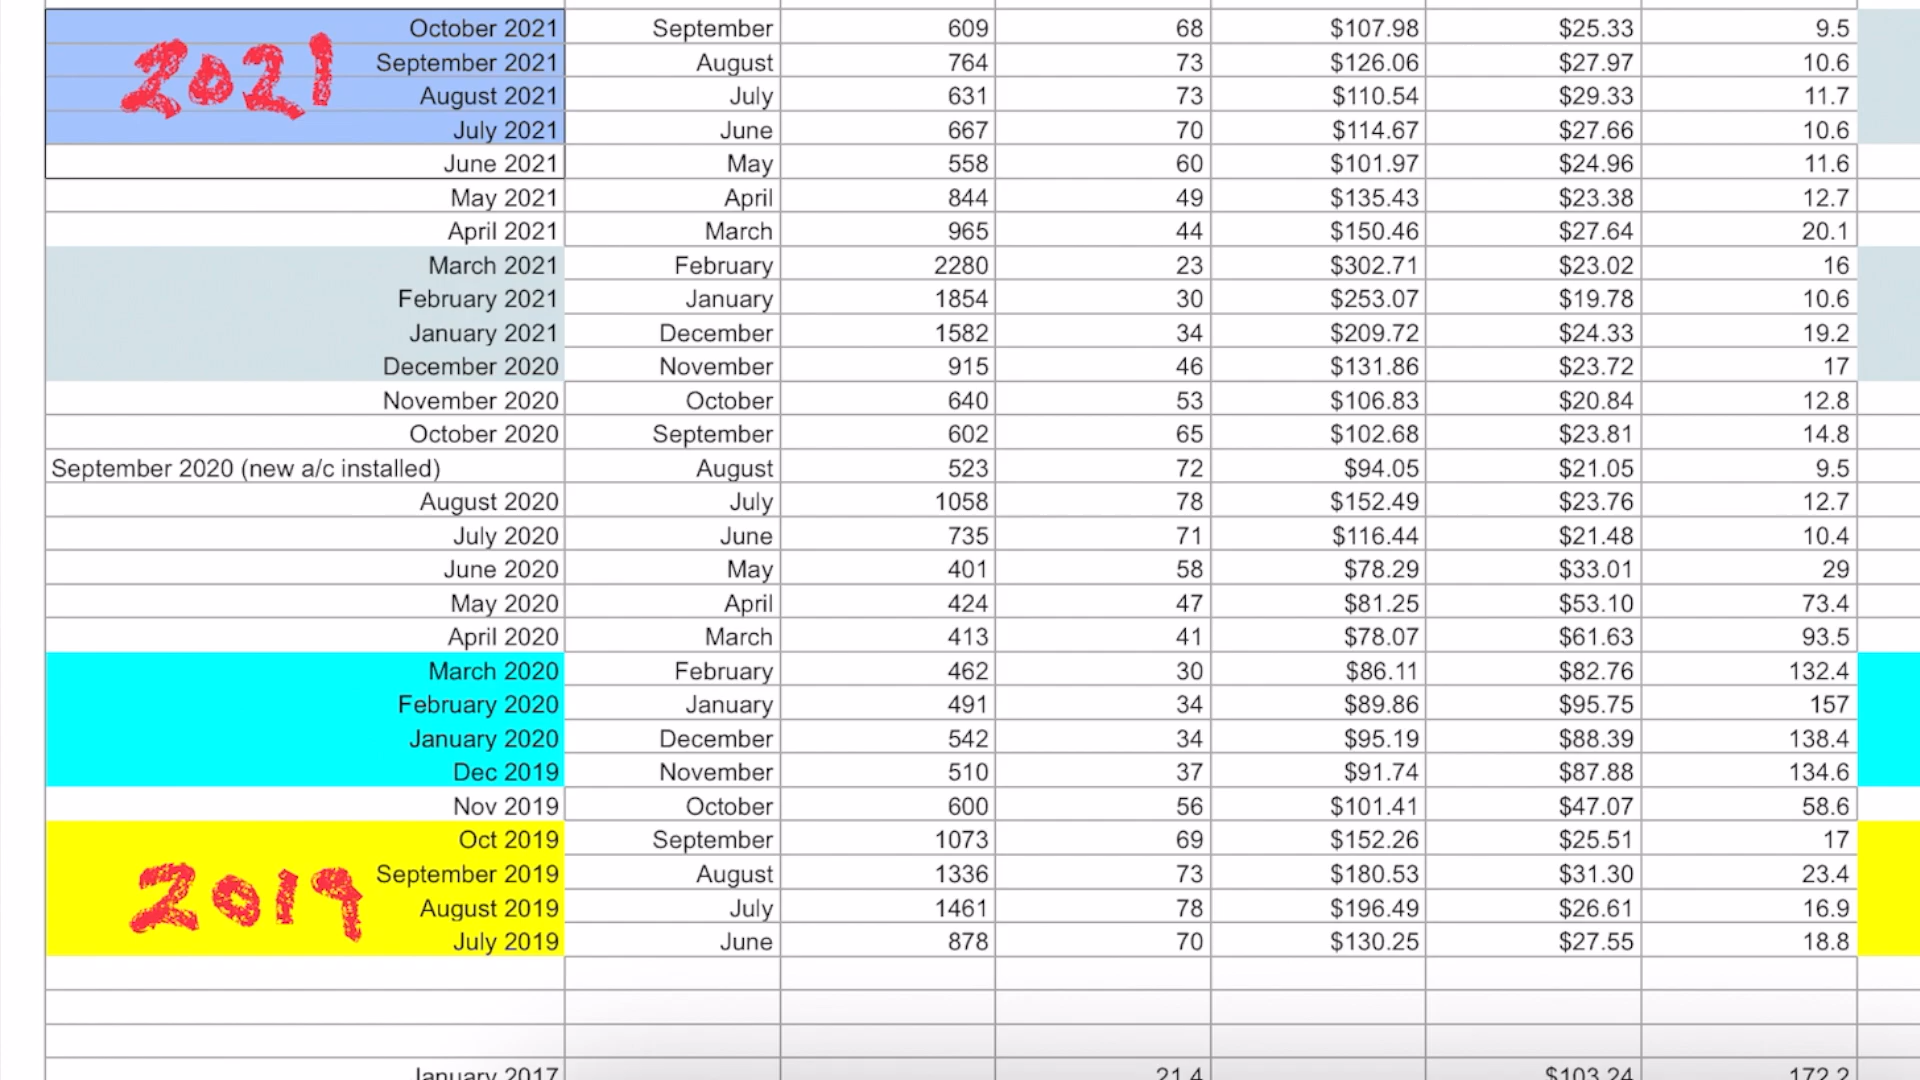 October 2021 September 609 68 $107.98 $25.33 9.5
September 2021 August 764 73 $126.06 $27.97 10.6
August 2021 July 631 73 $110.54 $29.33 11.7
July 2021 June 667 70 $114.67 $27.66 10.6
2021
June 2021 May 558 60 $101.97 $24.96 11.6
May 2021 April 844 49 $135.43 $23.38 12.7
April 2021 March 965 44 $150.46 $27.64 20.1
March 2021 February 2280 23 $302.71 $23.02 16
February 2021 January 1854 30 $253.07 $19.78 10.6
January 2021 December 1582 34 $209.72 $24.33 19.2
December 2020 November 915 46 $131.86 $23.72 17
November 2020 October 640 53 $106.83 $20.84 12.8
October 2020 September 602 65 $102.68 $23.81 14.8
September 2020 (new a/c installed) August 523 72 $94.05 $21.05 9.5
August 2020 July 1058 78 $152.49 $23.76 12.7
July 2020 June 735 71 $116.44 $21.48 10.4
June 2020 May 401 58 $78.29 $33.01 29
May 2020 April 424 47 $81.25 $53.10 73.4
April 2020 March 413 41 $78.07 $61.63 93.5
March 2020 February 462 30 $86.11 $82.76 132.4
February 2020 January 491 34 $89.86 $95.75 157
January 2020 December 542 34 $95.19 $88.39 138.4
Dec 2019 November 510 37 $91.74 $87.88 134.6
Nov 2019 October 600 56 $101.41 $47.07 58.6
Oct 2019 September 1073 69 $152.26 $25.51 17
September 2019 August 1336 73 $180.53 $31.30 23.4
August 2019 July 1461 78 $196.49 $26.61 16.9
July 2019 June 878 70 $130.25 $27.55 18.8
2019
January 2017 21.4 $103.24 172.2